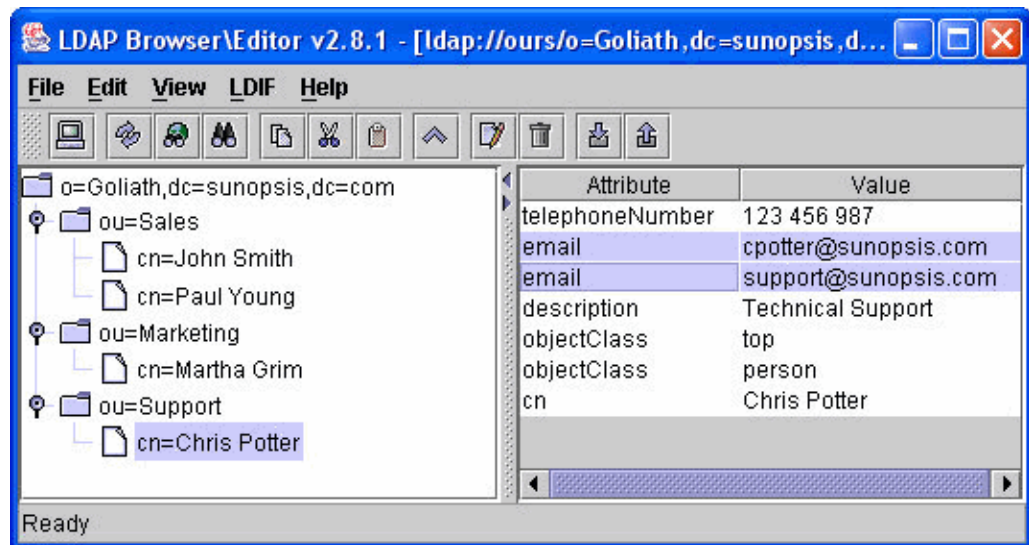 LDAP Browser\Editor v2.8.1 - [ldap://ours/o=Goliath,dc=sunopsis,d...
File Edit View LDIF Help
o=Goliath,dc=sunopsis,dc=com
ou=Sales
cn=John Smith
cn=Paul Young
ou=Marketing
cn=Martha Grim
ou=Support
cn=Chris Potter
Attribute Value
telephoneNumber 123 456 987
email cpotter@sunopsis.com
email support@sunopsis.com
description Technical Support
objectClass top
objectClass person
cn Chris Potter
Ready